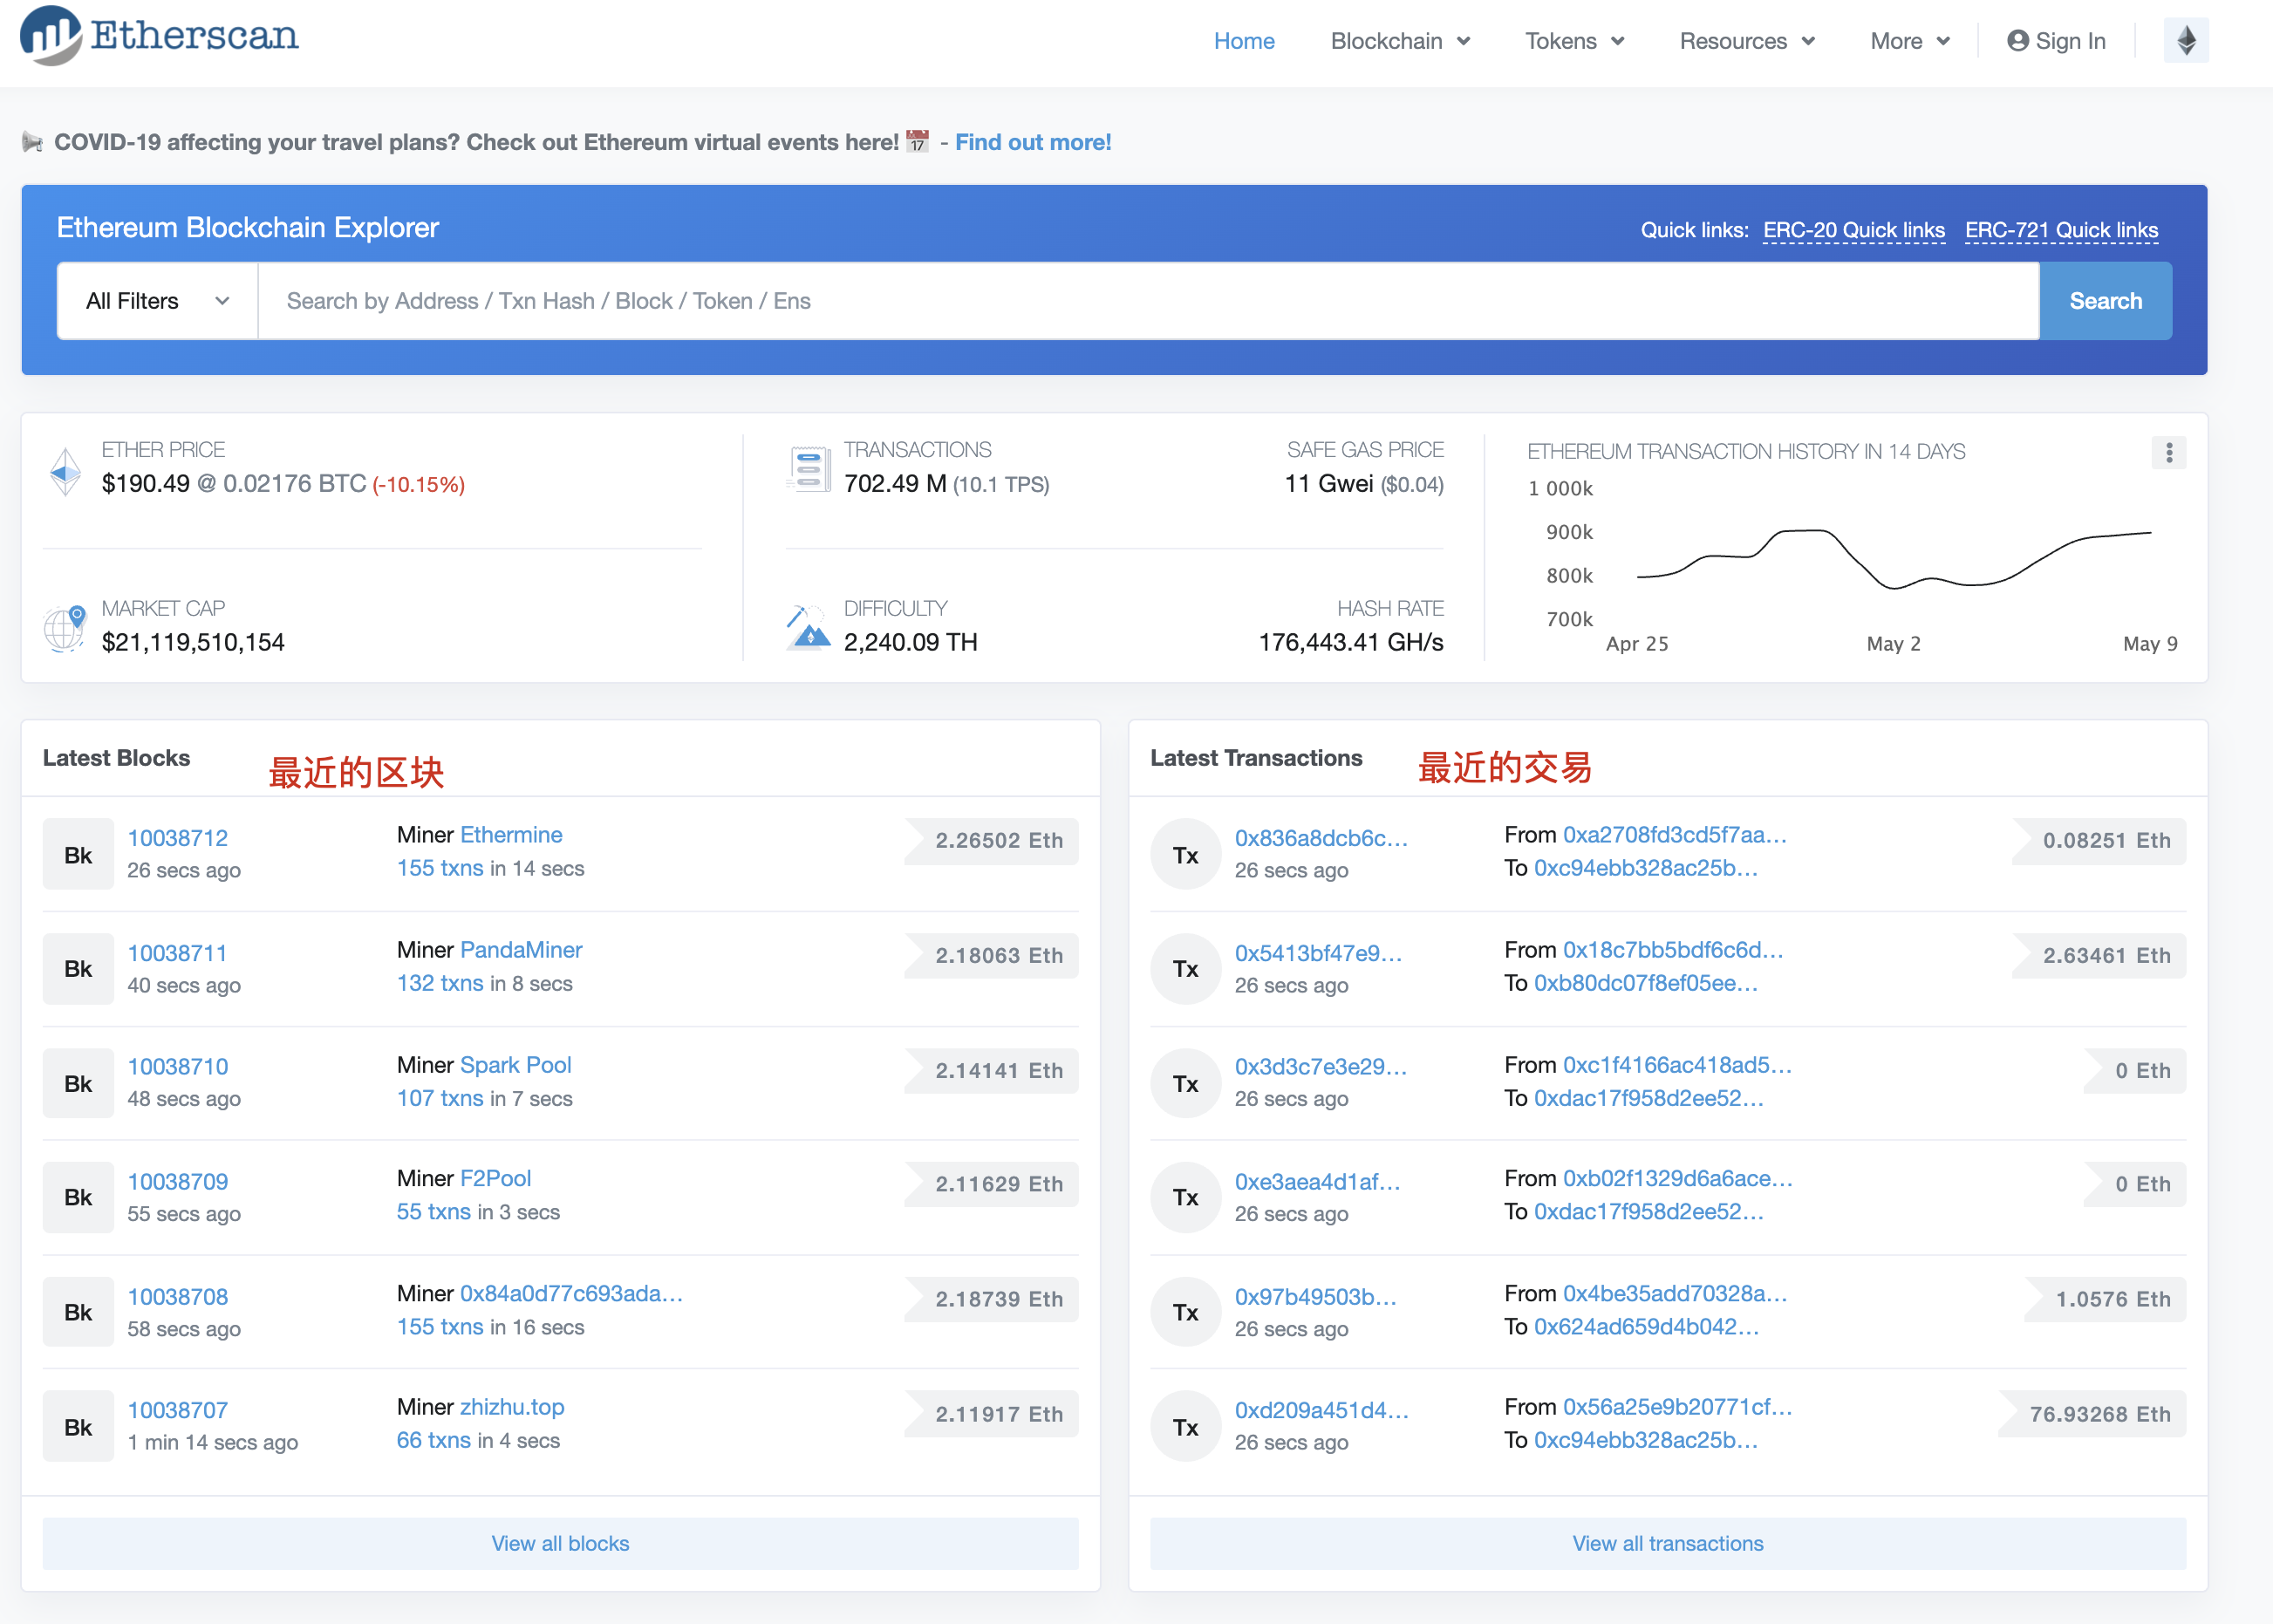 Etherscan
Home Blockchain Tokens Resources More Sign In
COVID-19 affecting your travel plans? Check out Ethereum virtual events here! 17 - Find out more!
Ethereum Blockchain Explorer
Quick links: ERC-20 Quick links ERC-721 Quick links
All Filters Search by Address / Txn Hash / Block / Token / Ens Search
ETHER PRICE
$190.49 @ 0.02176 BTC (-10.15%)
MARKET CAP
$21,119,510,154
TRANSACTIONS
702.49 M (10.1 TPS)
SAFE GAS PRICE
11 Gwei ($0.04)
DIFFICULTY
2,240.09 TH
HASH RATE
176,443.41 GH/s
ETHEREUM TRANSACTION HISTORY IN 14 DAYS
1 000k
900k
800k
700k
Apr 25 May 2 May 9
Latest Blocks 最近的区块
Bk
10038712
26 secs ago
Miner Ethermine
155 txns in 14 secs
2.26502 Eth
Bk
10038711
40 secs ago
Miner PandaMiner
132 txns in 8 secs
2.18063 Eth
Bk
10038710
48 secs ago
Miner Spark Pool
107 txns in 7 secs
2.14141 Eth
Bk
10038709
55 secs ago
Miner F2Pool
55 txns in 3 secs
2.11629 Eth
Bk
10038708
58 secs ago
Miner 0x84a0d77c693ada...
155 txns in 16 secs
2.18739 Eth
Bk
10038707
1 min 14 secs ago
Miner zhizhu.top
66 txns in 4 secs
2.11917 Eth
View all blocks
Latest Transactions 最近的交易
Tx
0x836a8dcb6c...
26 secs ago
From 0xa2708fd3cd5f7aa...
To 0xc94ebb328ac25b...
0.08251 Eth
Tx
0x5413bf47e9...
26 secs ago
From 0x18c7bb5bdf6c6d...
To 0xb80dc07f8ef05ee...
2.63461 Eth
Tx
0x3d3c7e3e29...
26 secs ago
From 0xc1f4166ac418ad5...
To 0xdac17f958d2ee52...
0 Eth
Tx
0xe3aea4d1af...
26 secs ago
From 0xb02f1329d6a6ace...
To 0xdac17f958d2ee52...
0 Eth
Tx
0x97b49503b...
26 secs ago
From 0x4be35add70328a...
To 0x624ad659d4b042...
1.0576 Eth
Tx
0xd209a451d4...
26 secs ago
From 0x56a25e9b20771cf...
To 0xc94ebb328ac25b...
76.93268 Eth
View all transactions